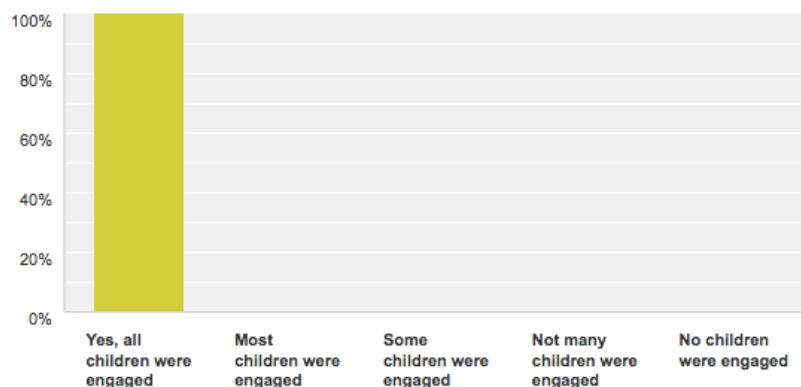 100%
80%
60%
40%
20%
0%
Yes, all
children were
engaged
Most
children were
engaged
Some
children were
engaged
Not many
children were
engaged
No children
were engaged